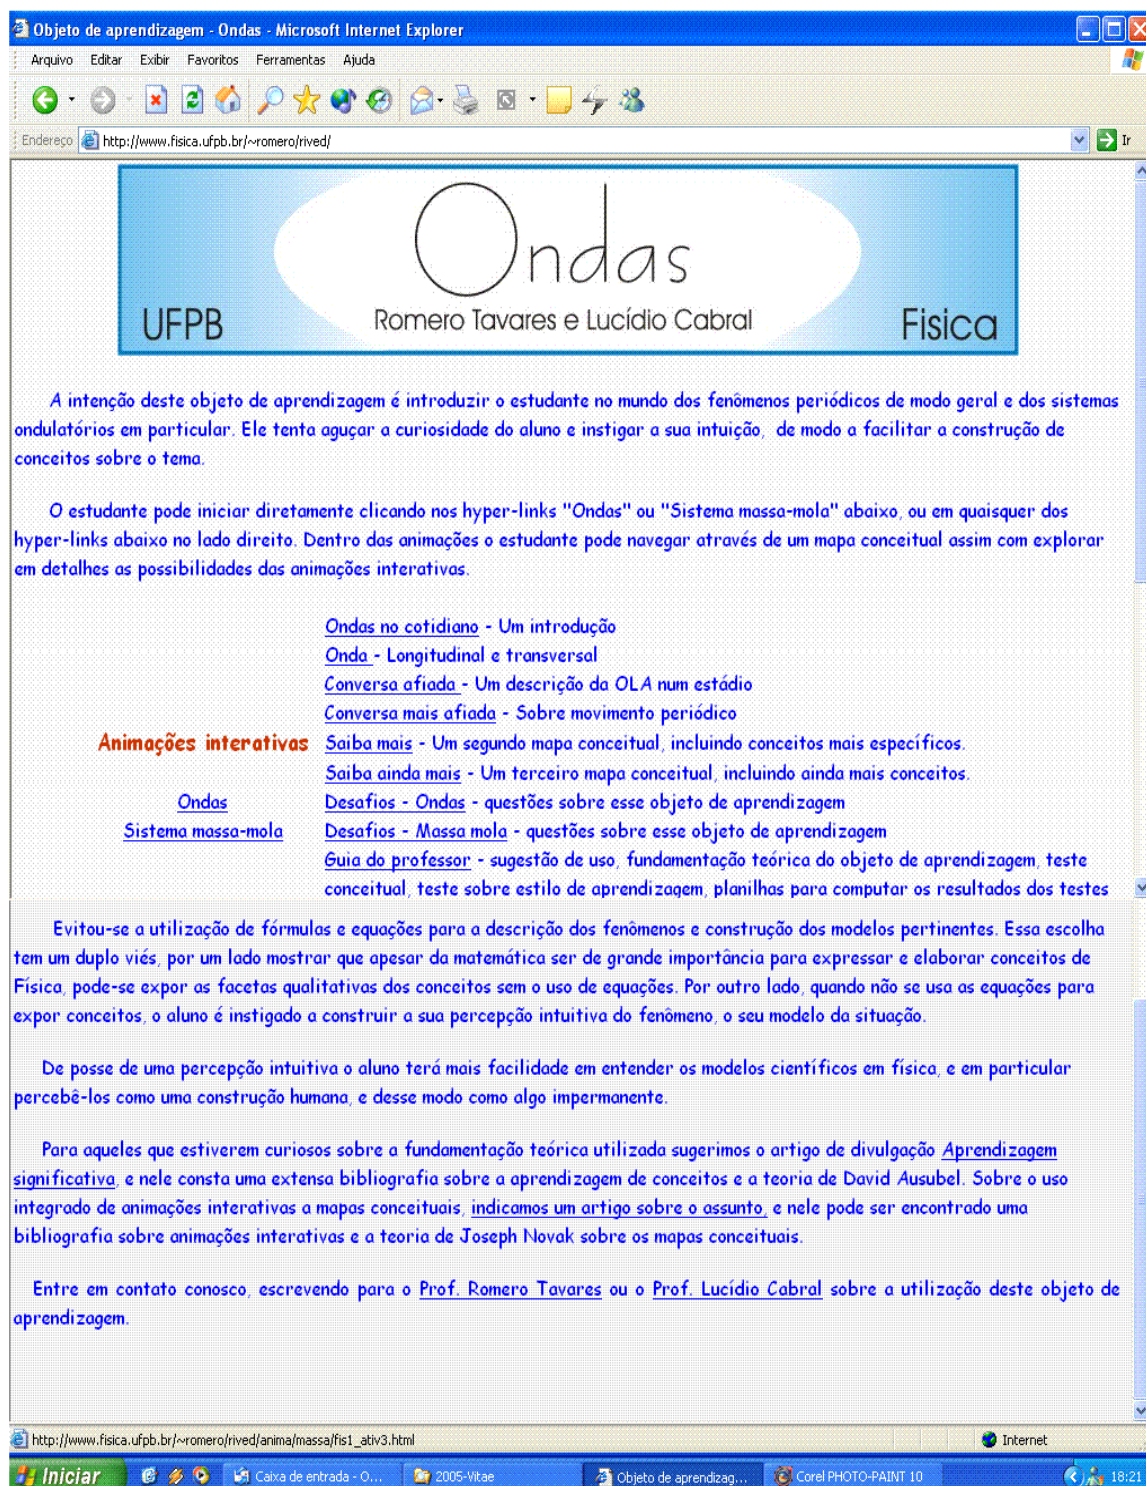 Objeto de aprendizagem - Ondas - Microsoft Internet Explorer
Arquivo Editar Exibir Favoritos Ferramentas Ajuda
Endereço http://www.fisica.ufpb.br/~romero/rived/ Ir
Ondas
Romero Tavares e Lucídio Cabral
UFPB
Fisica
A intenção deste objeto de aprendizagem é introduzir o estudante no mundo dos fenômenos periódicos de modo geral e dos sistemas
ondulatórios em particular. Ele tenta aguçar a curiosidade do aluno e instigar a sua intuição, de modo a facilitar a construção de
conceitos sobre o tema.
O estudante pode iniciar diretamente clicando nos hyper-links "Ondas" ou "Sistema massa-mola" abaixo, ou em quaisquer dos
hyper-links abaixo no lado direito. Dentro das animações o estudante pode navegar através de um mapa conceitual assim com explorar
em detalhes as possibilidades das animações interativas.
Ondas no cotidiano - Um introdução
Onda - Longitudinal e transversal
Conversa afiada - Um descrição da OLA num estádio
Conversa mais afiada - Sobre movimento periódico
Animações interativas Saiba mais - Um segundo mapa conceitual, incluindo conceitos mais específicos.
Saiba ainda mais - Um terceiro mapa conceitual, incluindo ainda mais conceitos.
Ondas Desafios - Ondas - questões sobre esse objeto de aprendizagem
Sistema massa-mola Desafios - Massa mola - questões sobre esse objeto de aprendizagem
Guia do professor - sugestão de uso, fundamentação teórica do objeto de aprendizagem, teste
conceitual, teste sobre estilo de aprendizagem, planilhas para computar os resultados dos testes
Evitou-se a utilização de fórmulas e equações para a descrição dos fenômenos e construção dos modelos pertinentes. Essa escolha
tem um duplo viés, por um lado mostrar que apesar da matemática ser de grande importância para expressar e elaborar conceitos de
Física, pode-se expor as facetas qualitativas dos conceitos sem o uso de equações. Por outro lado, quando não se usa as equações para
expor conceitos, o aluno é instigado a construir a sua percepção intuitiva do fenômeno, o seu modelo da situação.
De posse de uma percepção intuitiva o aluno terá mais facilidade em entender os modelos científicos em física, e em particular
percebê-los como uma construção humana, e desse modo como algo impermanente.
Para aqueles que estiverem curiosos sobre a fundamentação teórica utilizada sugerimos o artigo de divulgação Aprendizagem
significativa, e nele consta uma extensa bibliografia sobre a aprendizagem de conceitos e a teoria de David Ausubel. Sobre o uso
integrado de animações interativas a mapas conceituais, indicamos um artigo sobre o assunto, e nele pode ser encontrado uma
bibliografia sobre animações interativas e a teoria de Joseph Novak sobre os mapas conceituais.
Entre em contato conosco, escrevendo para o Prof. Romero Tavares ou o Prof. Lucídio Cabral sobre a utilização deste objeto de
aprendizagem.
http://www.fisica.ufpb.br/~romero/rived/anima/massa/fis1_ativ3.html Internet
Iniciar Caixa de entrada - O... 2005-Vitae Objeto de aprendizag... Corel PHOTO-PAINT 10 18:21